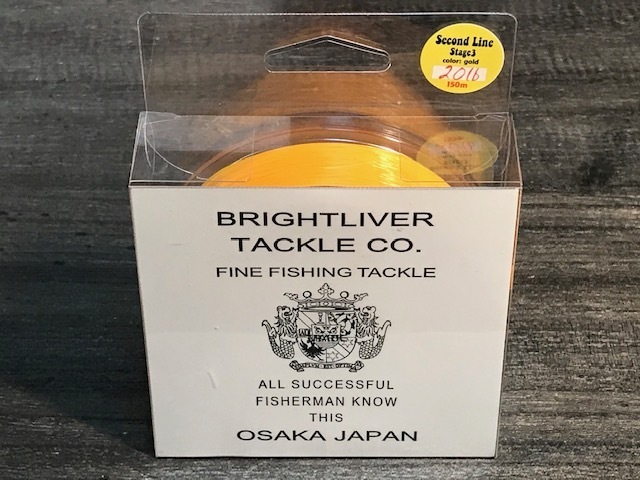 Second Line
Stage3
color: gold
20lb
150m
BRIGHTLIVER
TACKLE CO.
FINE FISHING TACKLE
ALL SUCCESSFUL
FISHERMAN KNOW
THIS
OSAKA JAPAN